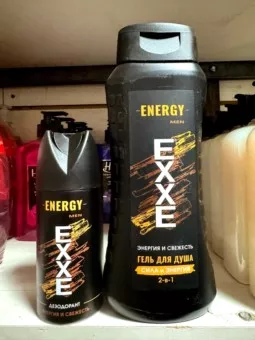 ENERGY
MEN
EXXE
ДЕЗОДОРАНТ
ЭНЕРГИЯ И СВЕЖЕСТЬ
ENERGY
MEN
EXXE
ЭНЕРГИЯ И СВЕЖЕСТЬ
ГЕЛЬ ДЛЯ ДУША
СИЛА и ЭНЕРГИЯ
2-в-1